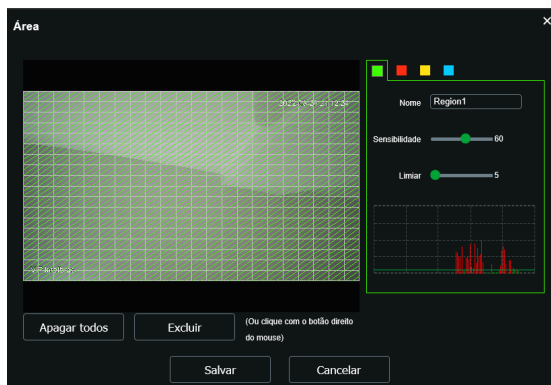 Área
×
Nome Region1
Sensibilidade 60
Limiar 5
Apagar todos
Excluir
(Ou clique com o botão direito
do mouse)
Salvar
Cancelar